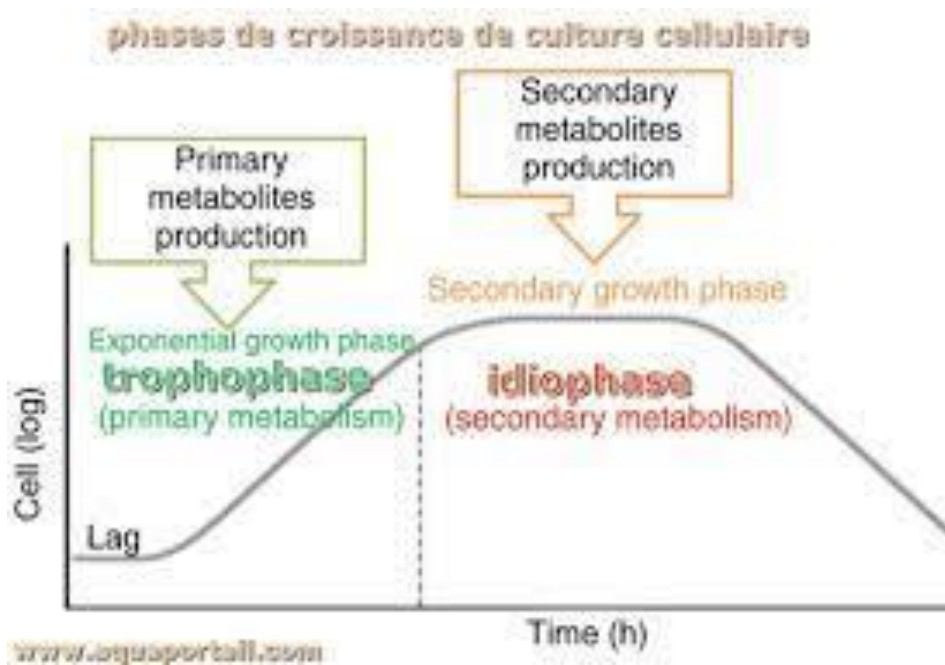 phases de croissance de culture cellulaire
Primary
metabolites
production
Secondary
metabolites
production
Exponential growth phase
trophophase
(primary metabolism)
Secondary growth phase
idiophase
(secondary metabolism)
Cell (log)
Lag
Time (h)
www.aquaportail.com